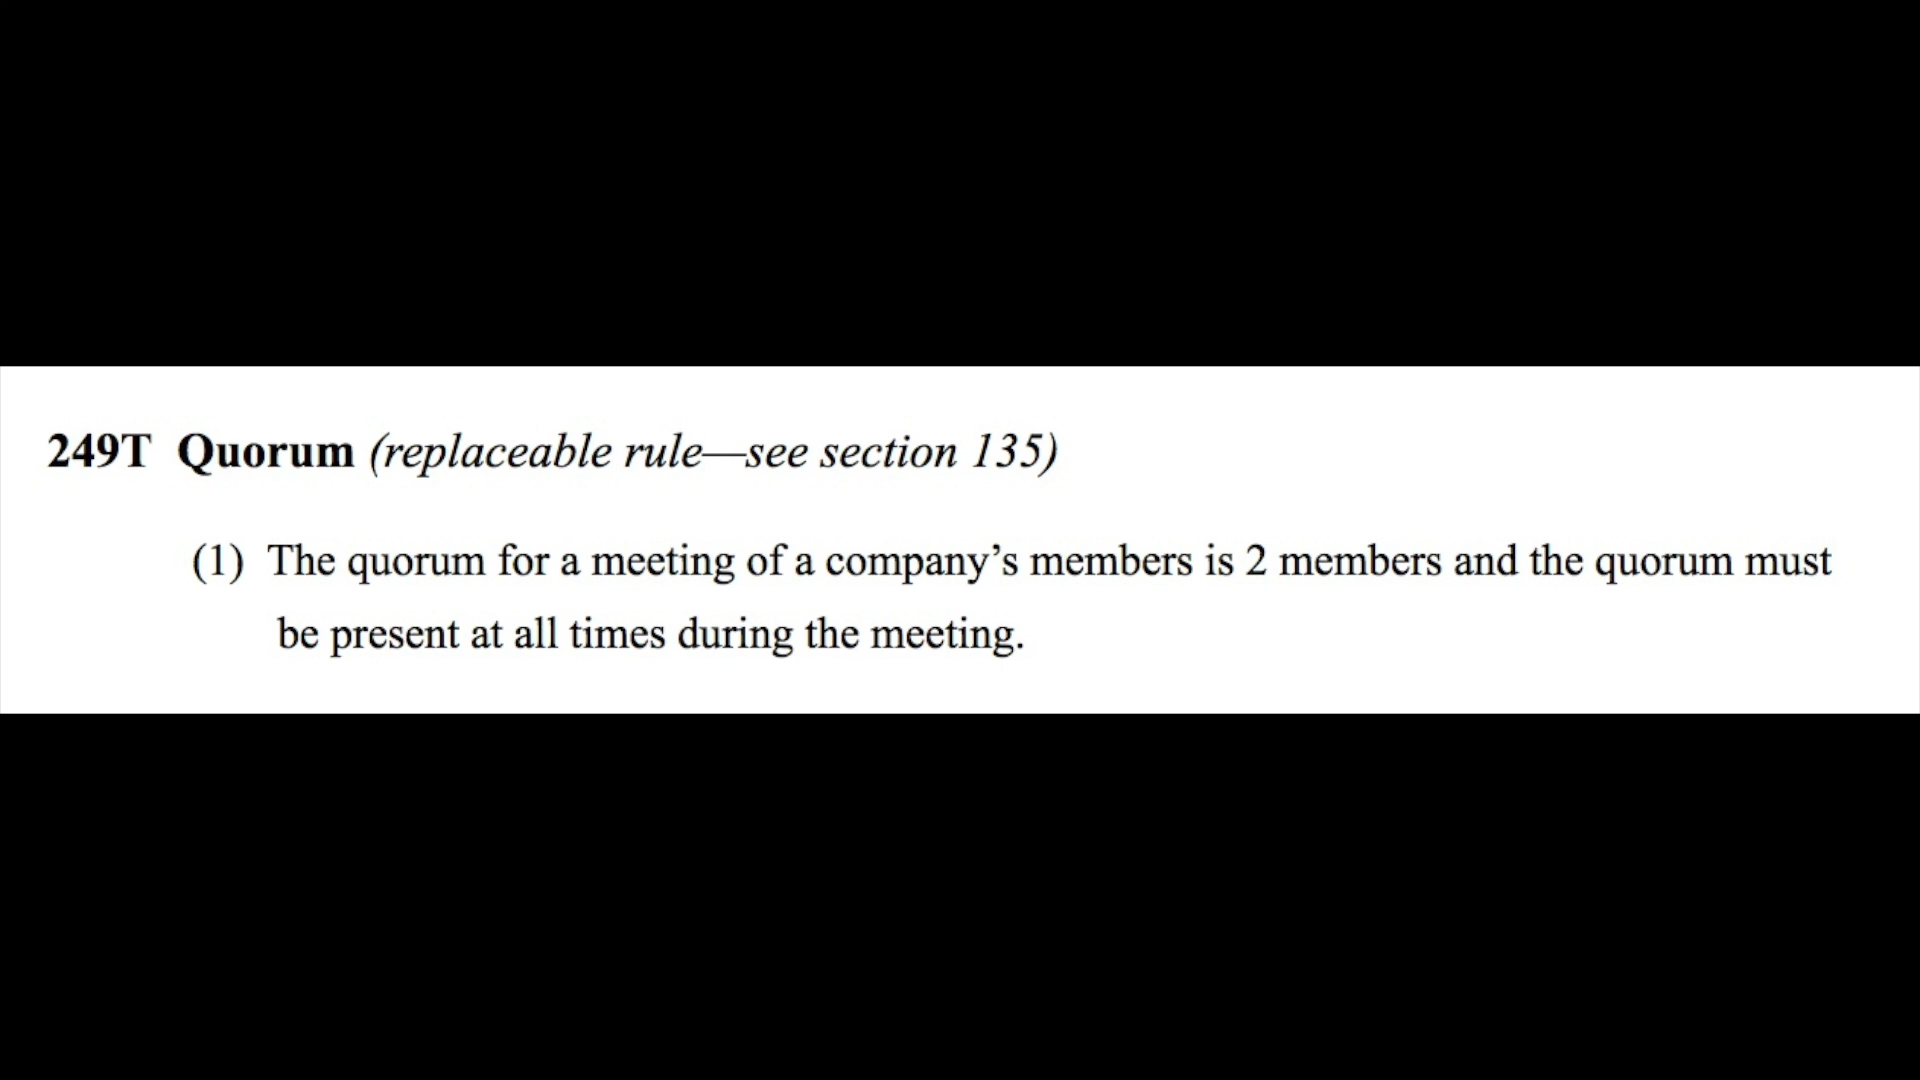 249T Quorum (replaceable rule—see section 135)
(1) The quorum for a meeting of a company’s members is 2 members and the quorum must
be present at all times during the meeting.